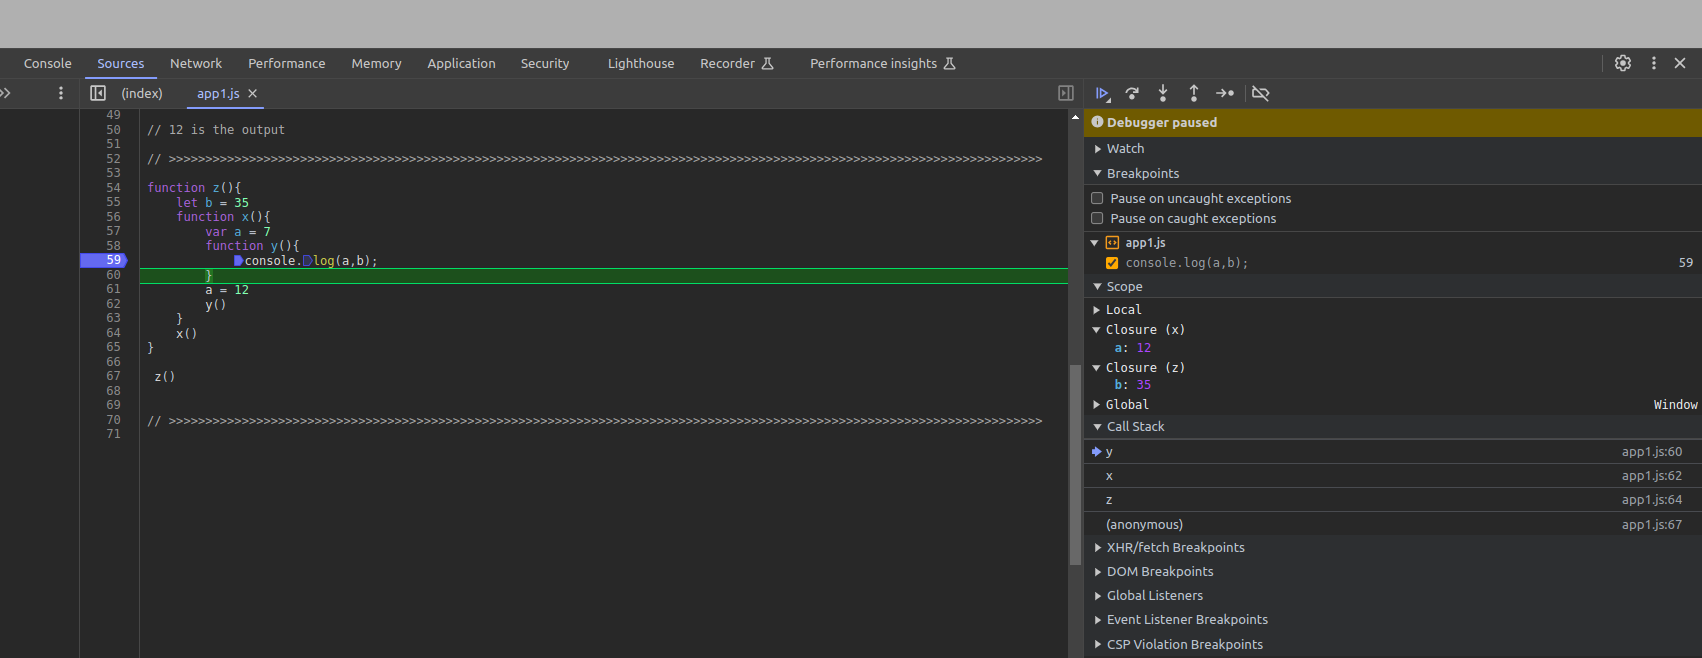 Console Sources Network Performance Memory Application Security Lighthouse Recorder Performance insights
(index) app1.js
49
50 // 12 is the output
51
52 // >>>>>>>>>>>>>>>>>>>>>>>>>>>>>>>>>>>>>>>>>>>>>>>>>>>>>>>>>>>>>>>>>>>>>>>>>>>>>>>>>>>>>>>>>>>>>>>>>>>>>>>>>>>>>>>>>>>>>>>>
53
54 function z(){
55 let b = 35
56 function x(){
57 var a = 7
58 function y(){
59 console.log(a,b);
60 }
61 a = 12
62 y()
63 }
64 x()
65 }
66
67 z()
68
69
70 // >>>>>>>>>>>>>>>>>>>>>>>>>>>>>>>>>>>>>>>>>>>>>>>>>>>>>>>>>>>>>>>>>>>>>>>>>>>>>>>>>>>>>>>>>>>>>>>>>>>>>>>>>>>>>>>>>>>>>>>>
71
Debugger paused
Watch
Breakpoints
Pause on uncaught exceptions
Pause on caught exceptions
app1.js
console.log(a,b); 59
Scope
Local
Closure (x)
a: 12
Closure (z)
b: 35
Global Window
Call Stack
y app1.js:60
x app1.js:62
z app1.js:64
(anonymous) app1.js:67
XHR/fetch Breakpoints
DOM Breakpoints
Global Listeners
Event Listener Breakpoints
CSP Violation Breakpoints